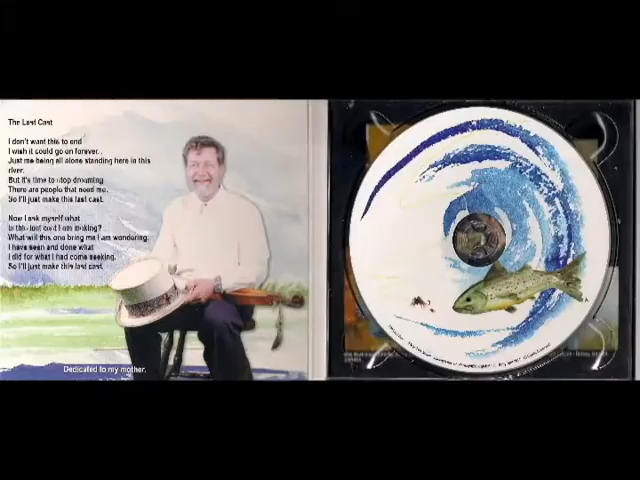 The Last Cast
I don't want this to end
I wish it could go on forever.
Just me being all alone standing here in this
river.
But it's time to stop dreaming
There are people that need me.
So I'll just make this last cast.
Now I ask myself what
is this last cast I am making?
What will this one bring me I am wondering.
I have seen and done what
I did for what I had come seeking.
So I'll just make this last cast.
Dedicated to my mother.